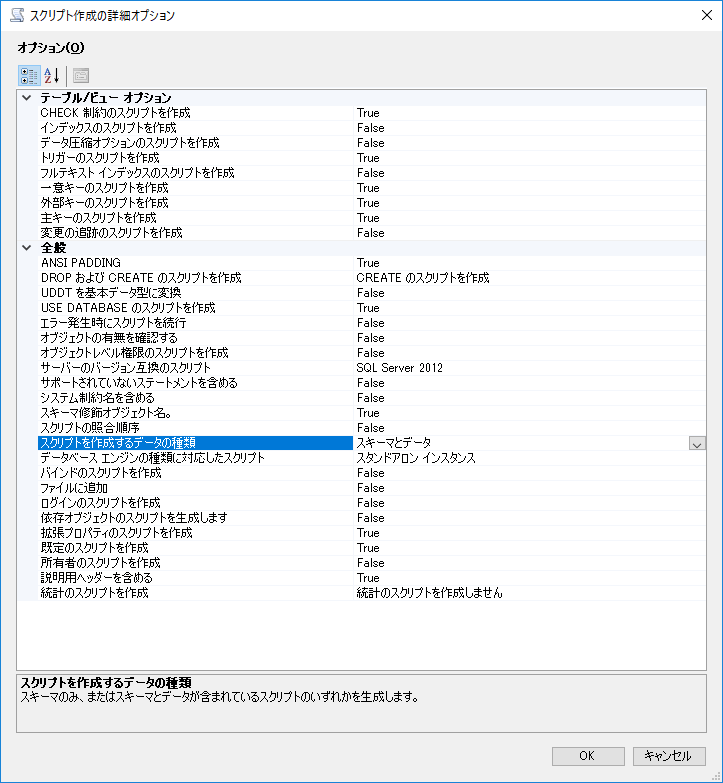 スクリプト作成の詳細オプション
オプション(O)
テーブル/ビュー オプション
CHECK 制約のスクリプトを作成 True
インデックスのスクリプトを作成 False
データ圧縮オプションのスクリプトを作成 False
トリガーのスクリプトを作成 True
フルテキスト インデックスのスクリプトを作成 False
一意キーのスクリプトを作成 True
外部キーのスクリプトを作成 True
主キーのスクリプトを作成 True
変更の追跡のスクリプトを作成 False
全般
ANSI PADDING True
DROP および CREATE のスクリプトを作成 CREATE のスクリプトを作成
UDDT を基本データ型に変換 False
USE DATABASE のスクリプトを作成 True
エラー発生時にスクリプトを続行 False
オブジェクトの有無を確認する False
オブジェクトレベル権限のスクリプトを作成 False
サーバーのバージョン互換のスクリプト SQL Server 2012
サポートされていないステートメントを含める False
システム制約名を含める False
スキーマ修飾オブジェクト名。 True
スクリプトの照合順序 False
スクリプトを作成するデータの種類 スキーマとデータ
データベース エンジンの種類に対応したスクリプト スタンドアロン インスタンス
バインドのスクリプトを作成 False
ファイルに追加 False
ログインのスクリプトを作成 False
依存オブジェクトのスクリプトを生成します False
拡張プロパティのスクリプトを作成 True
既定のスクリプトを作成 True
所有者のスクリプトを作成 False
説明用ヘッダーを含める True
統計のスクリプトを作成 統計のスクリプトを作成しません
スクリプトを作成するデータの種類
スキーマのみ、またはスキーマとデータが含まれているスクリプトのいずれかを生成します。
OK キャンセル